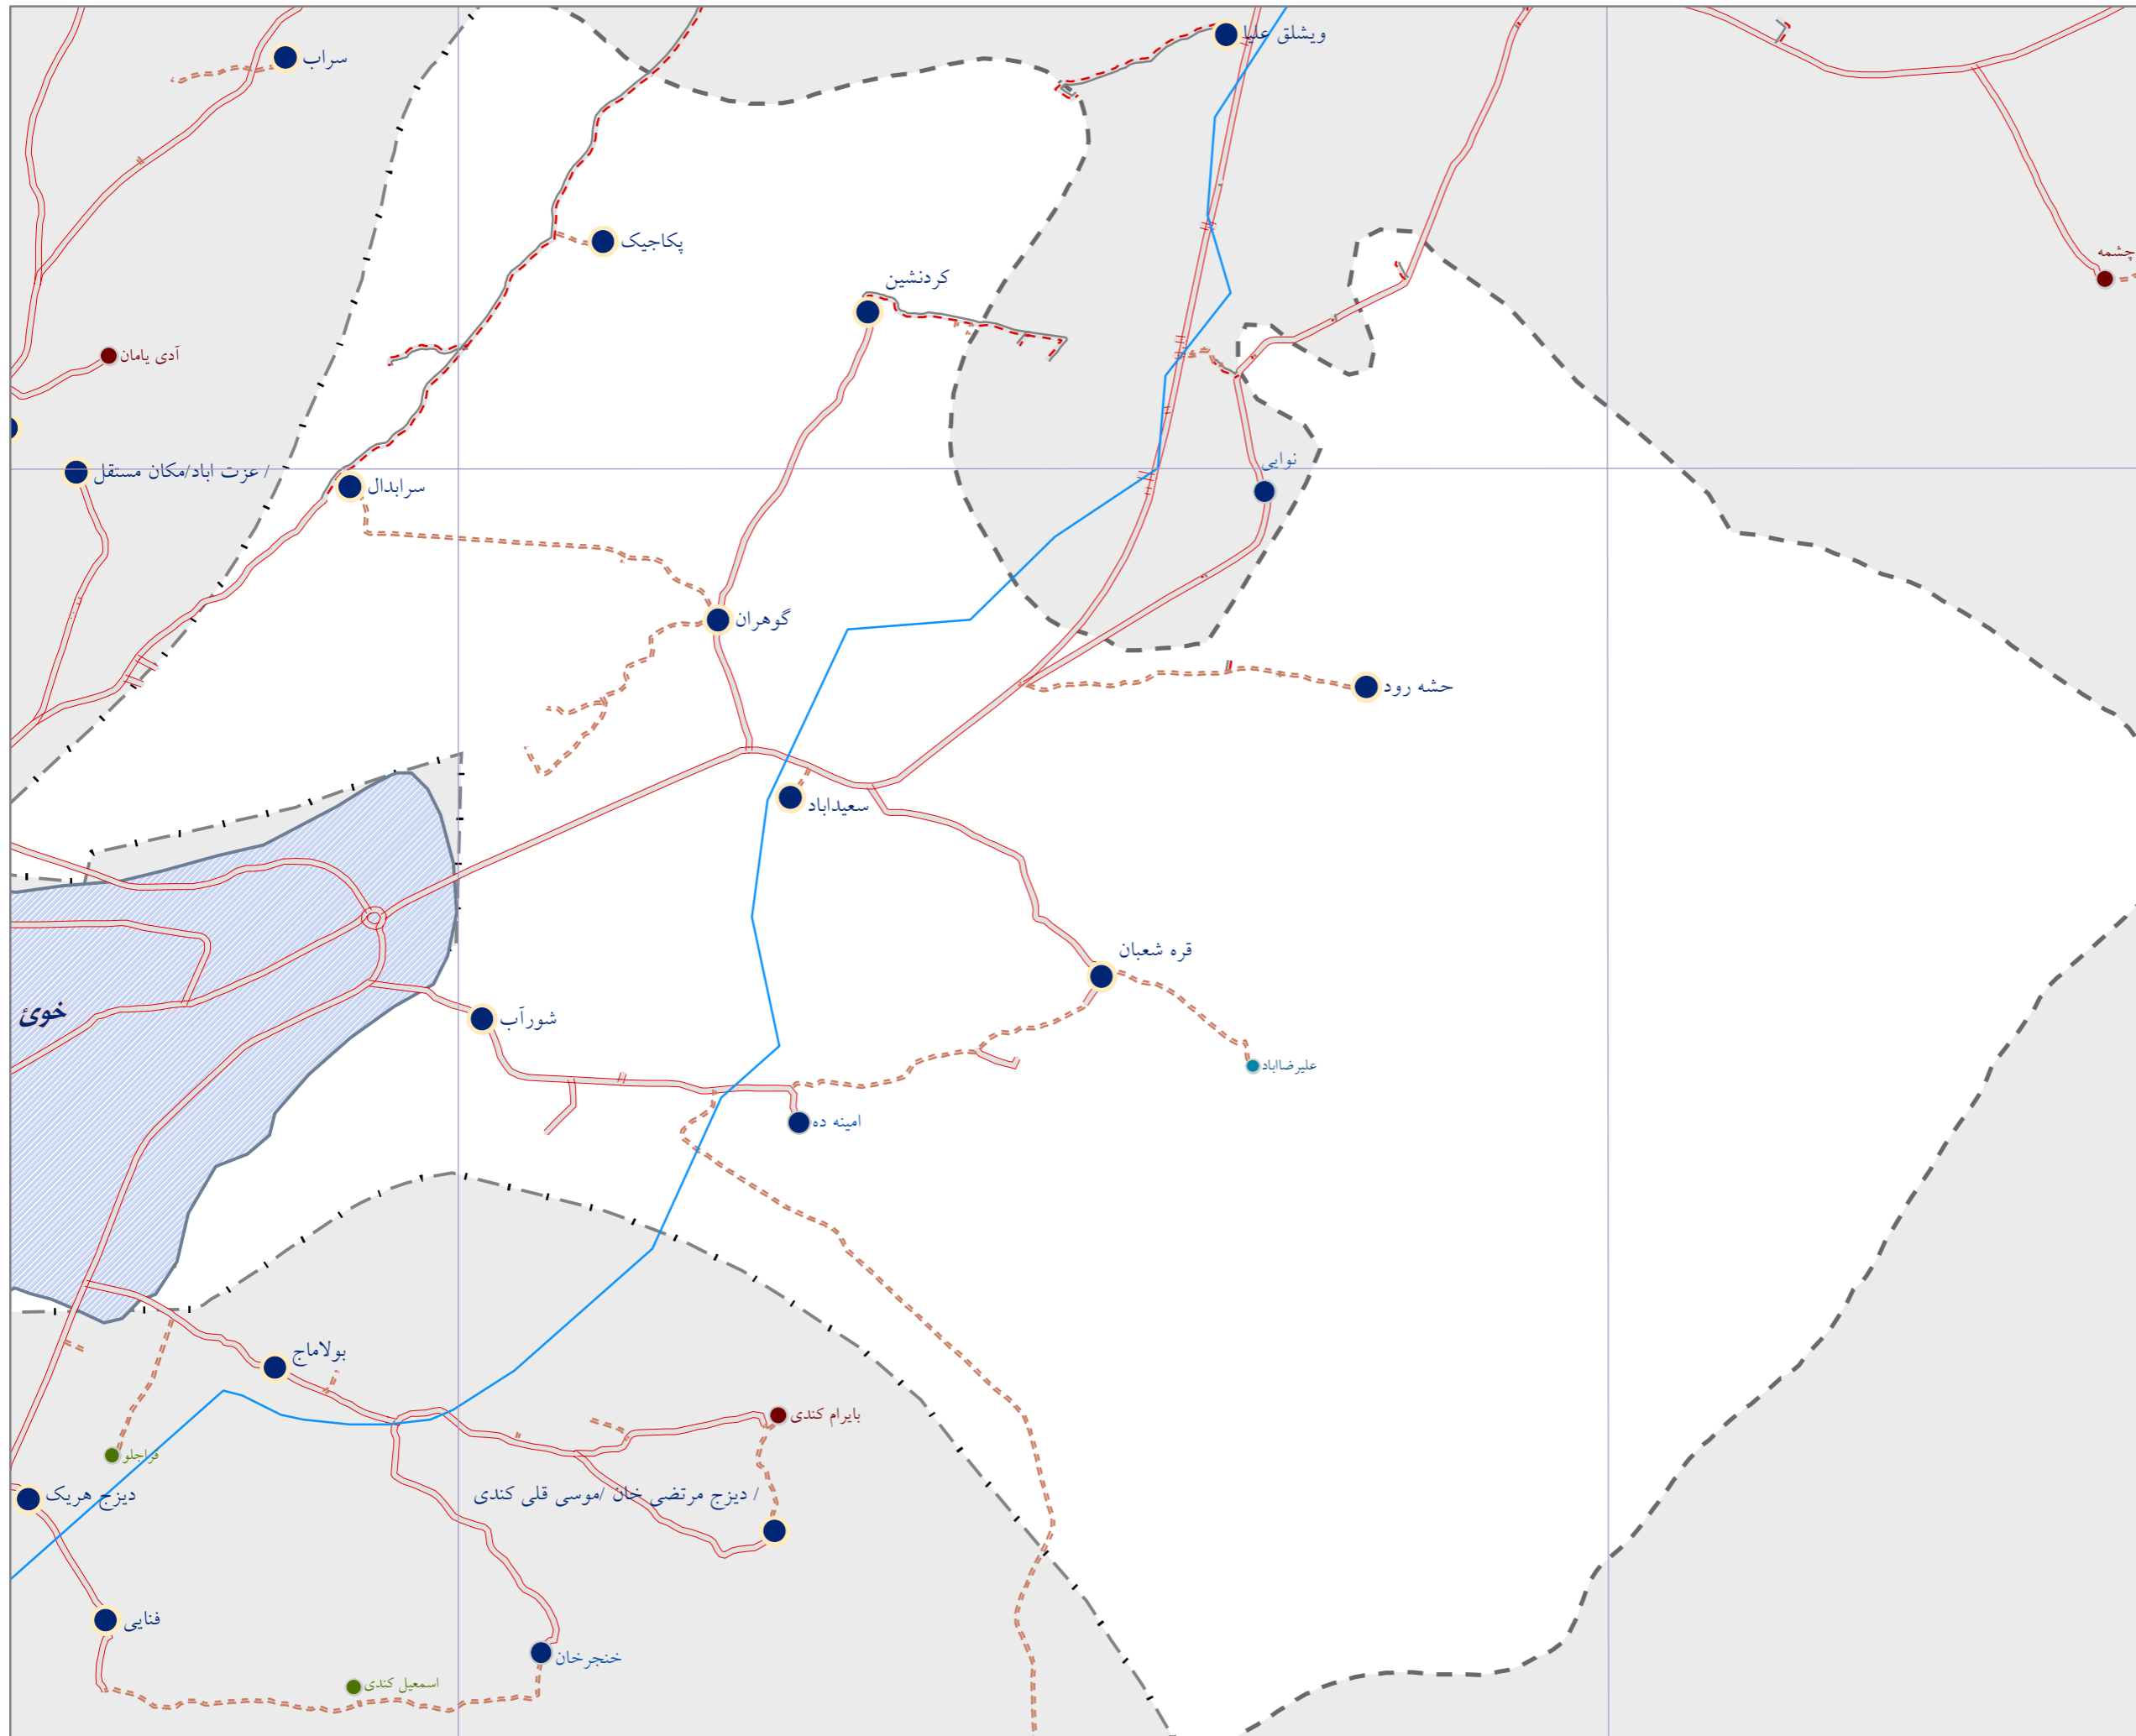 ویشلق علیا
سراب
پکاجیک
چشمه
کردنشین
آدی یامان
نوایی
/ عزت اباد/مکان مستقل
سرابدال
گوهران
حشه رود
سعیداباد
قره شعبان
خوئ
شورآب
علیرضااباد
امینه ده
بولاماج
بایرام کندی
قراجلو
دیزج هریک
/ دیزج مرتضی خان /موسی قلی کندی
فنایی
خنجرخان
اسمعیل کندی